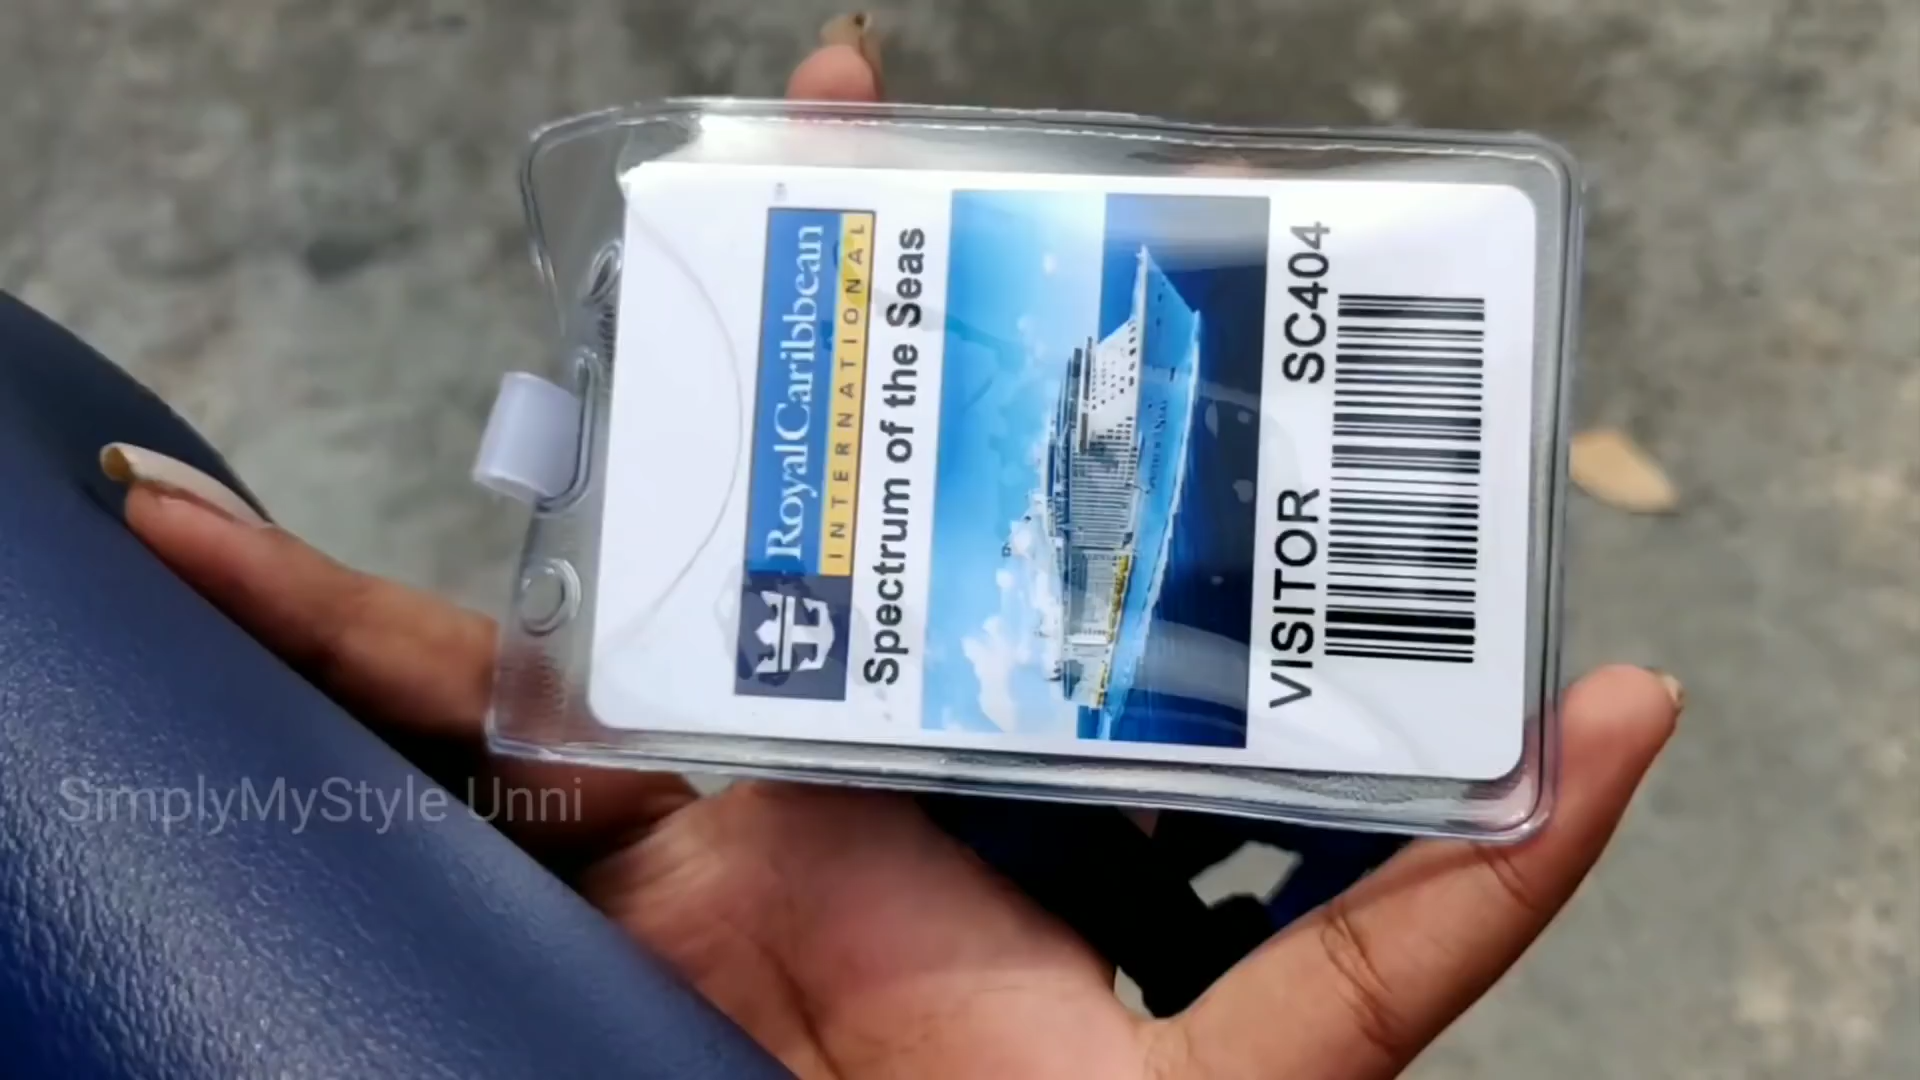 RoyalCaribbean
INTERNATIONAL
Spectrum of the Seas
VISITOR SC404
SimplyMyStyle Unni